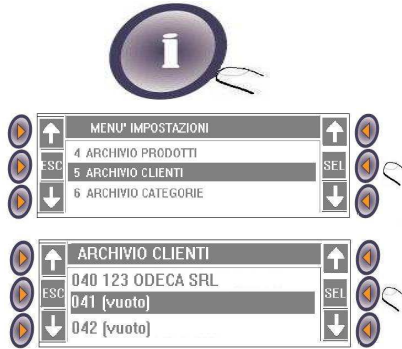 i
MENU' IMPOSTAZIONI
4 ARCHIVIO PRODOTTI
ESC 5 ARCHIVIO CLIENTI SEL
6 ARCHIVIO CATEGORIE
ARCHIVIO CLIENTI
040 123 ODECA SRL
ESC 041 (vuoto) SEL
042 (vuoto)